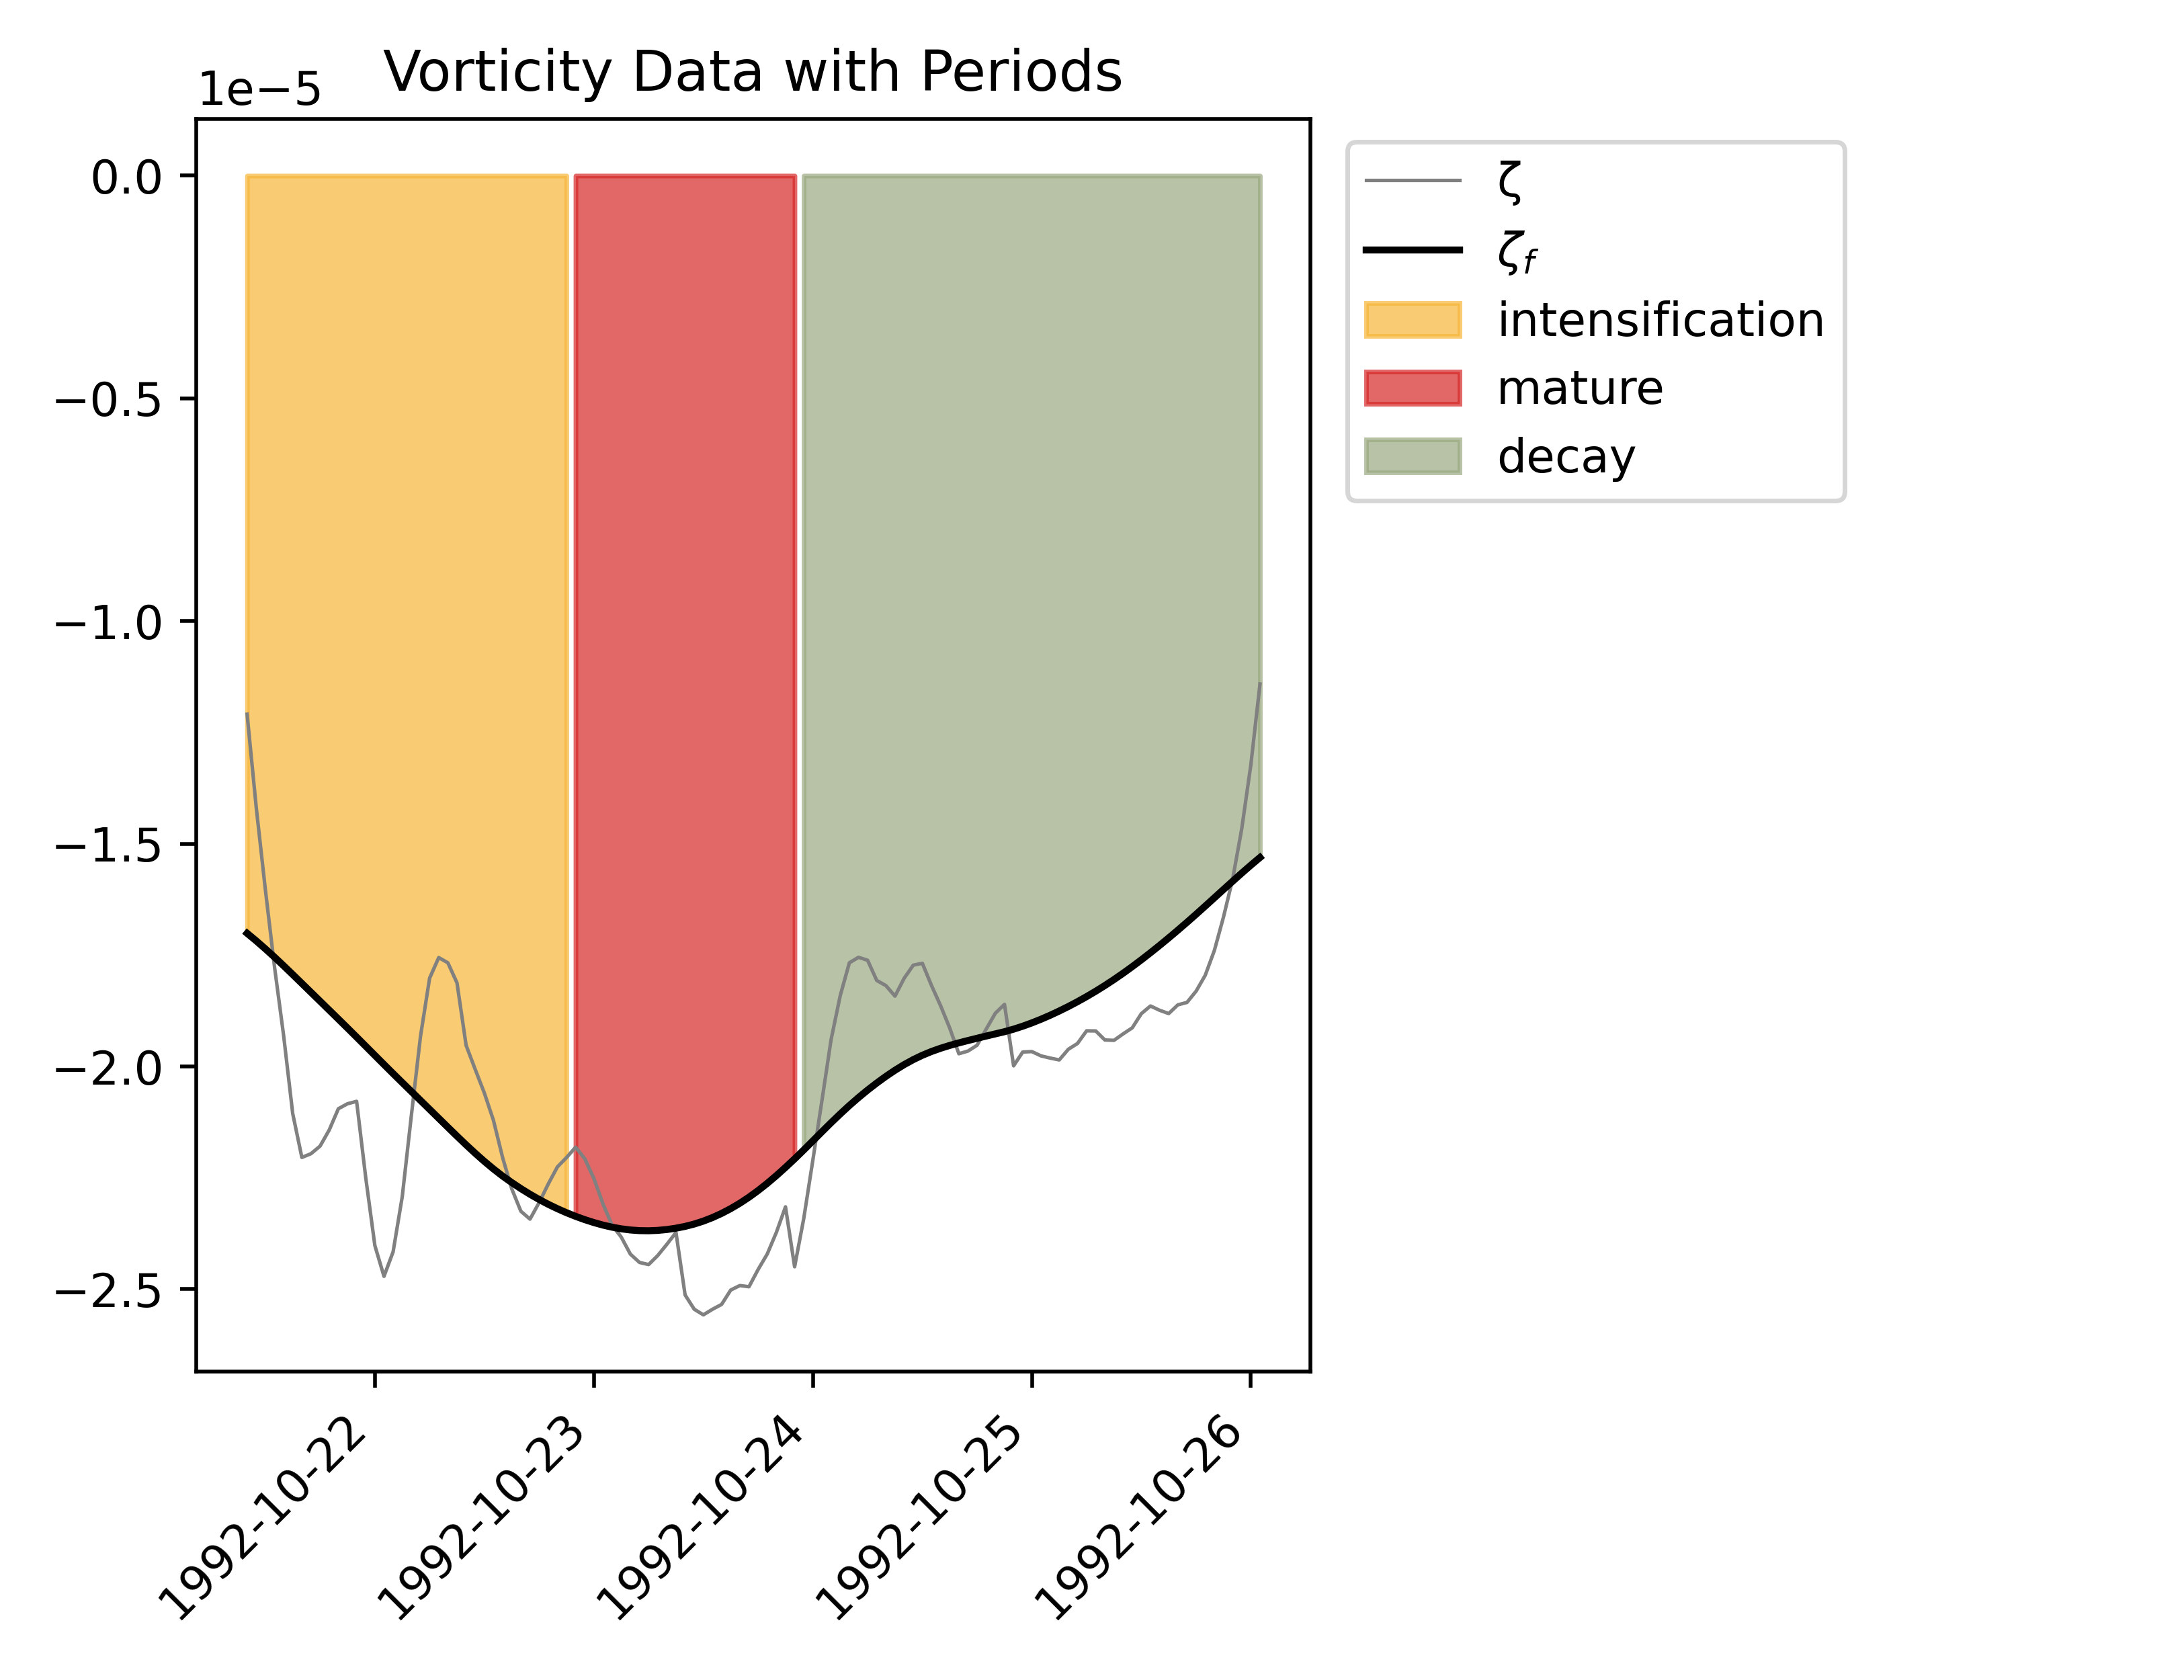 Vorticity Data with Periods
1e−5
0.0
−0.5
−1.0
−1.5
−2.0
−2.5
1992-10-22
1992-10-23
1992-10-24
1992-10-25
1992-10-26
ζ
ζf
intensification
mature
decay